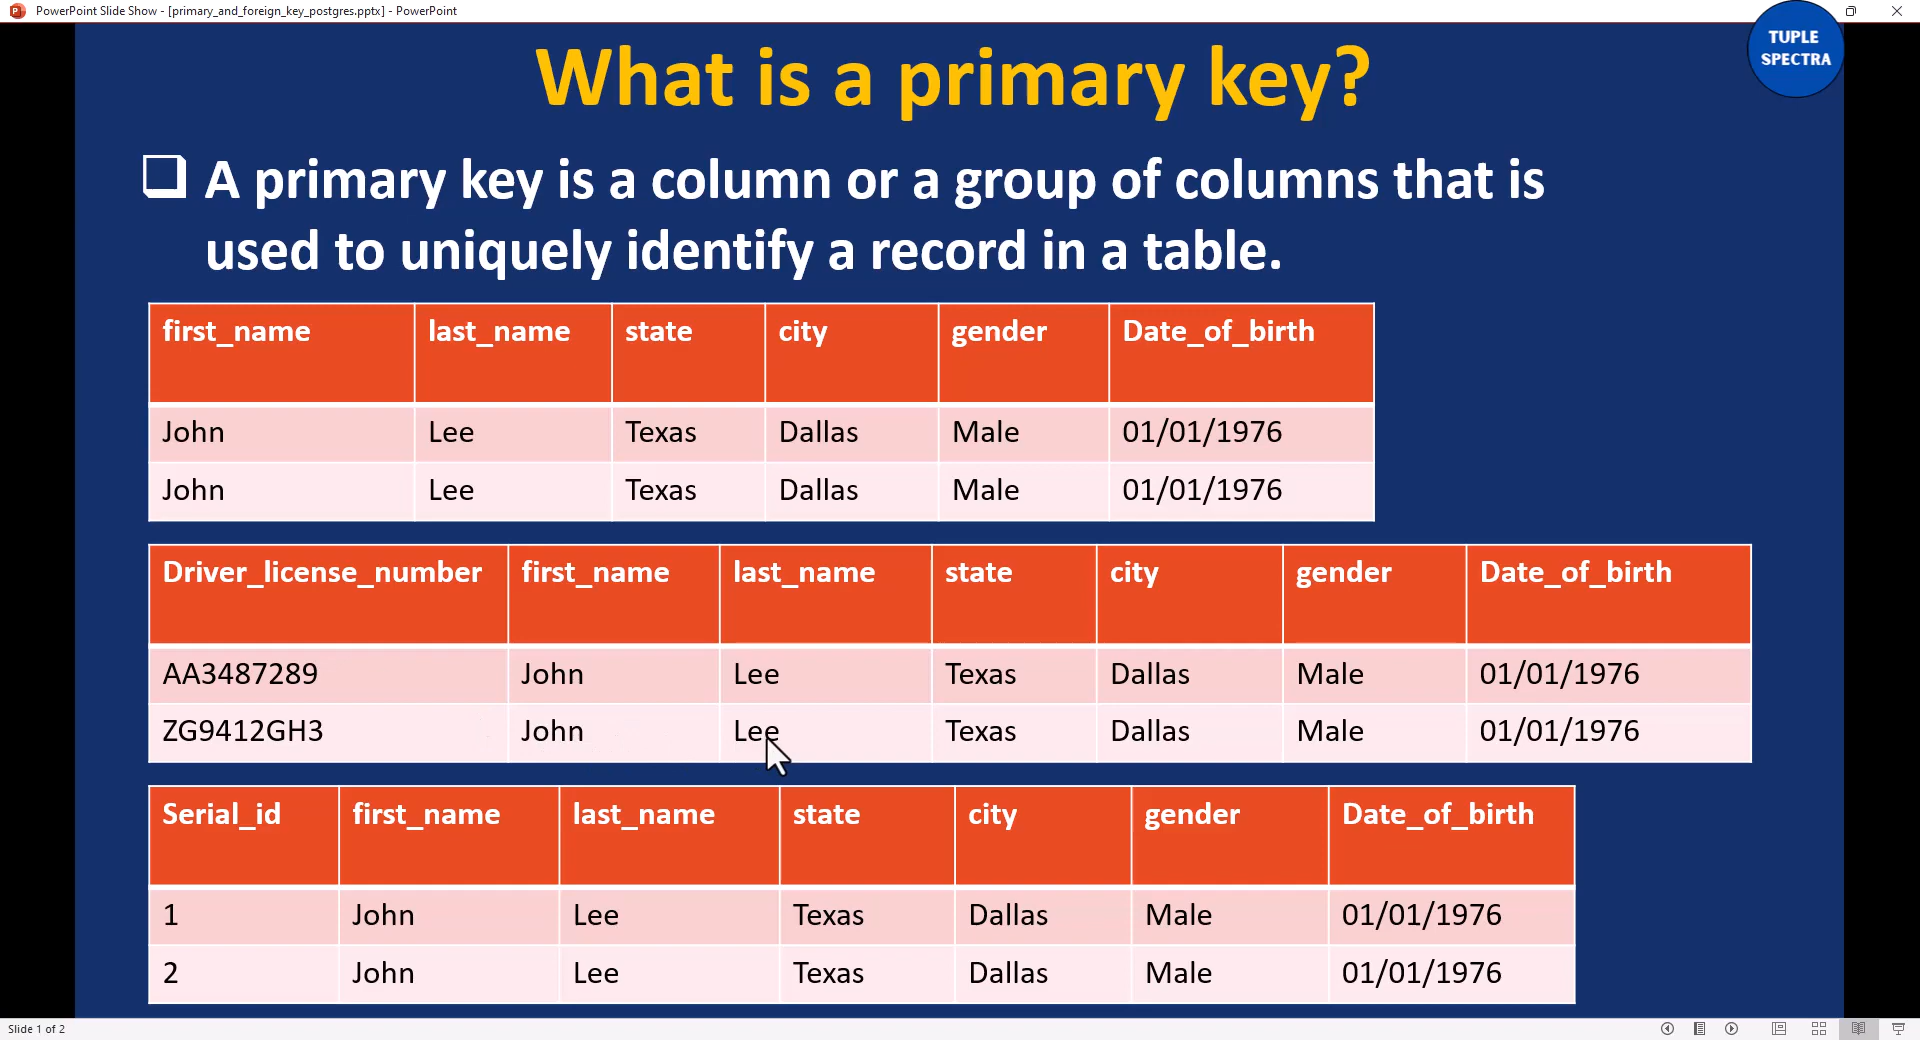 PowerPoint Slide Show - [primary_and_foreign_key_postgres.pptx] - PowerPoint
TUPLE
SPECTRA
What is a primary key?
A primary key is a column or a group of columns that is
used to uniquely identify a record in a table.
first_name last_name state city gender Date_of_birth
John Lee Texas Dallas Male 01/01/1976
John Lee Texas Dallas Male 01/01/1976
Driver_license_number first_name last_name state city gender Date_of_birth
AA3487289 John Lee Texas Dallas Male 01/01/1976
ZG9412GH3 John Lee Texas Dallas Male 01/01/1976
Serial_id first_name last_name state city gender Date_of_birth
1 John Lee Texas Dallas Male 01/01/1976
2 John Lee Texas Dallas Male 01/01/1976
Slide 1 of 2